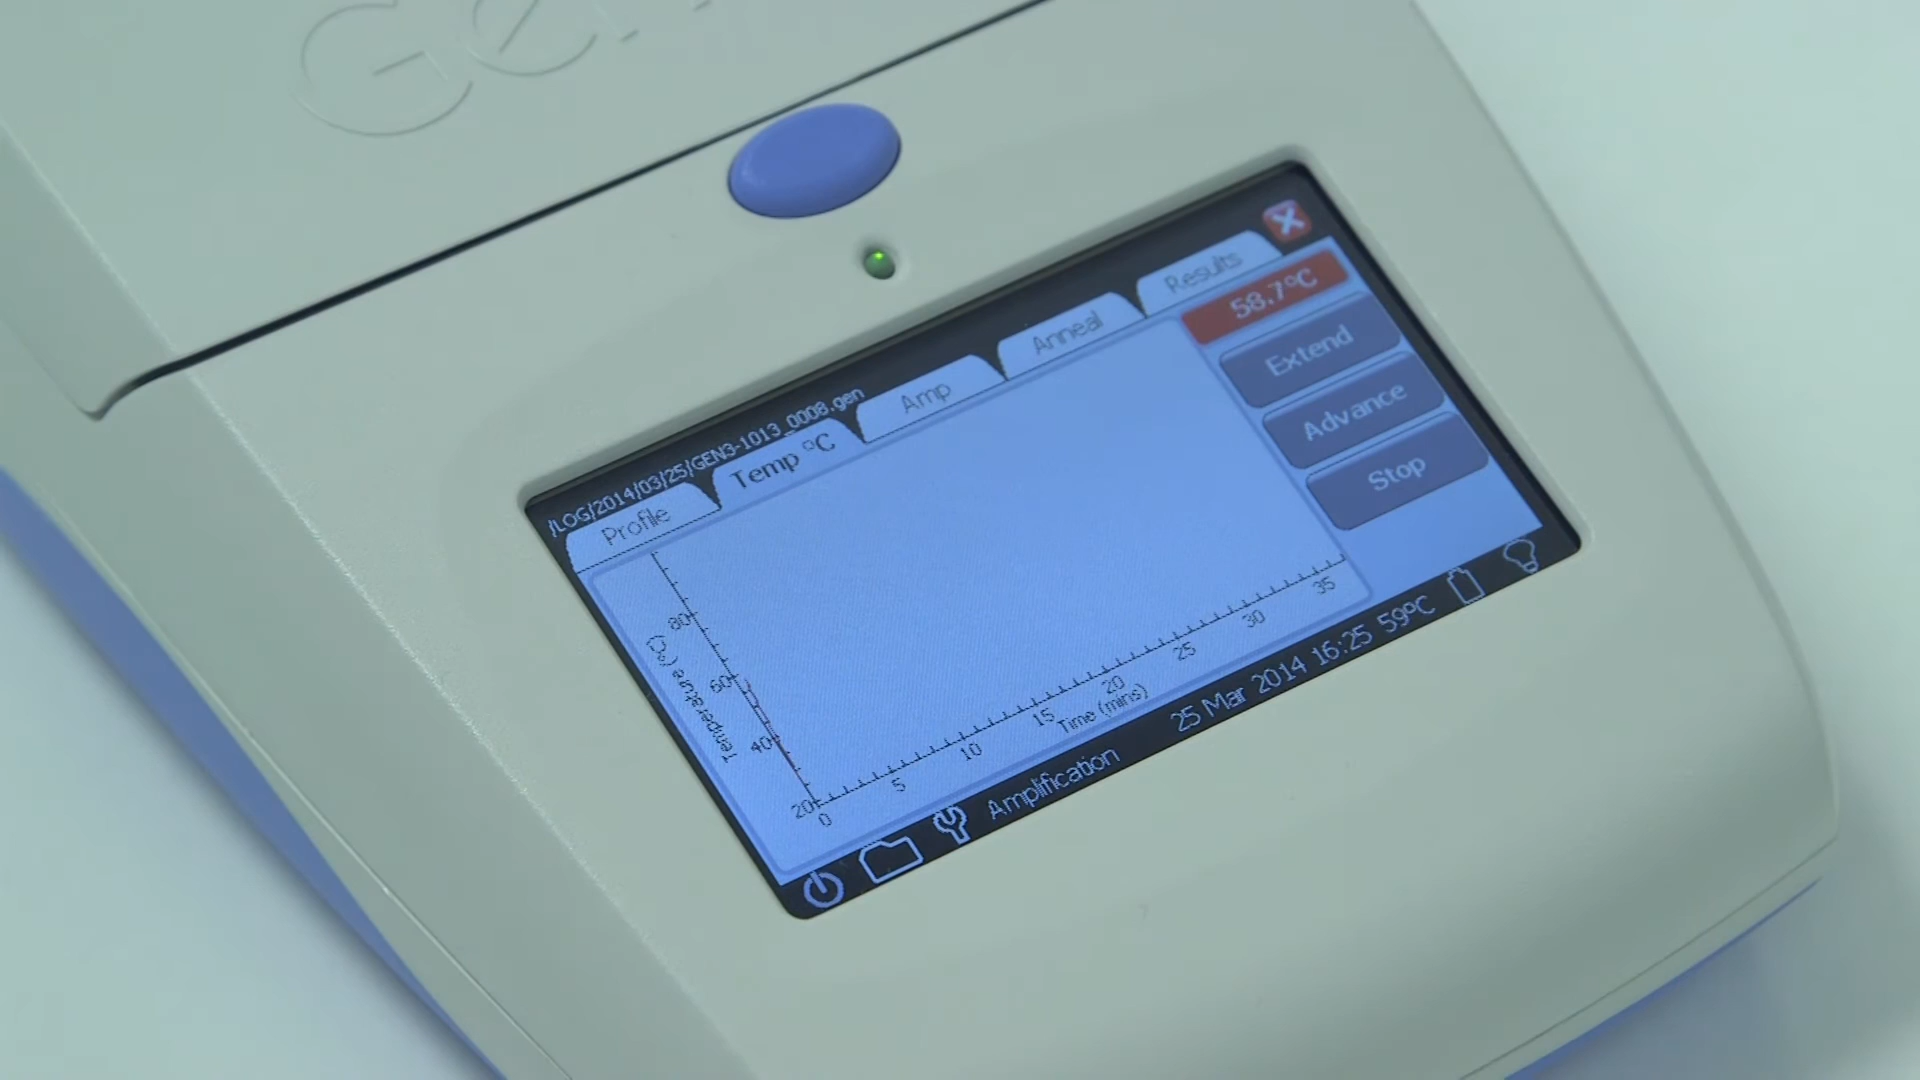 /LOG/2014/03/25/GEN3-1013_0008.gen
Profile
Temp °C
Amp
Anneal
Results
58.7°C
Extend
Advance
Stop
Temperature (°C)
80
60
40
20
0
5
10
15
20
25
30
35
Time (mins)
Amplification
25 Mar 2014 16:25 59°C